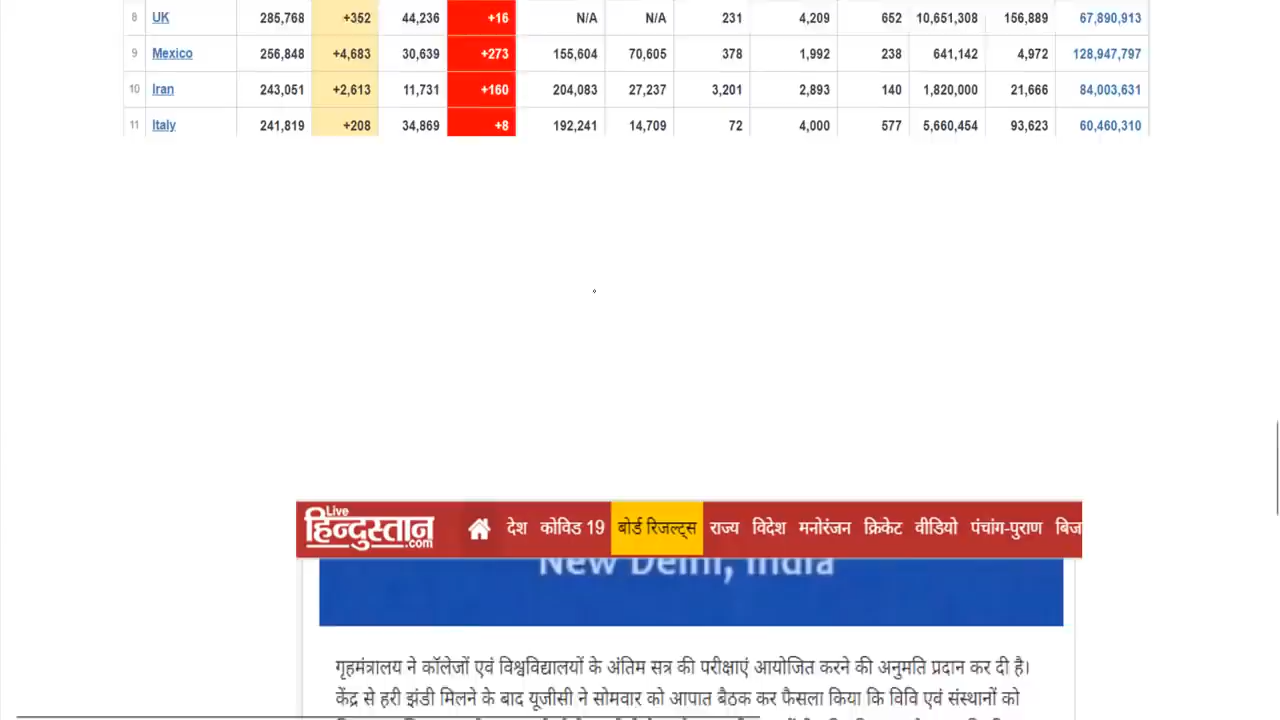 8 UK 285,768 +352 44,236 +16 N/A N/A 231 4,209 652 10,651,308 156,889 67,890,913
9 Mexico 256,848 +4,683 30,639 +273 155,604 70,605 378 1,992 238 641,142 4,972 128,947,797
10 Iran 243,051 +2,613 11,731 +160 204,083 27,237 3,201 2,893 140 1,820,000 21,666 84,003,631
11 Italy 241,819 +208 34,869 +8 192,241 14,709 72 4,000 577 5,660,454 93,623 60,460,310
Live हिन्दुस्तान .com देश कोविड 19 बोर्ड रिजल्ट्स राज्य विदेश मनोरंजन क्रिकेट वीडियो पंचांग-पुराण बिज
New Delhi, India
गृहमंत्रालय ने कॉलेजों एवं विश्वविद्यालयों के अंतिम सत्र की परीक्षाएं आयोजित करने की अनुमति प्रदान कर दी है।
केंद्र से हरी झंडी मिलने के बाद यूजीसी ने सोमवार को आपात बैठक कर फैसला किया कि विवि एवं संस्थानों को